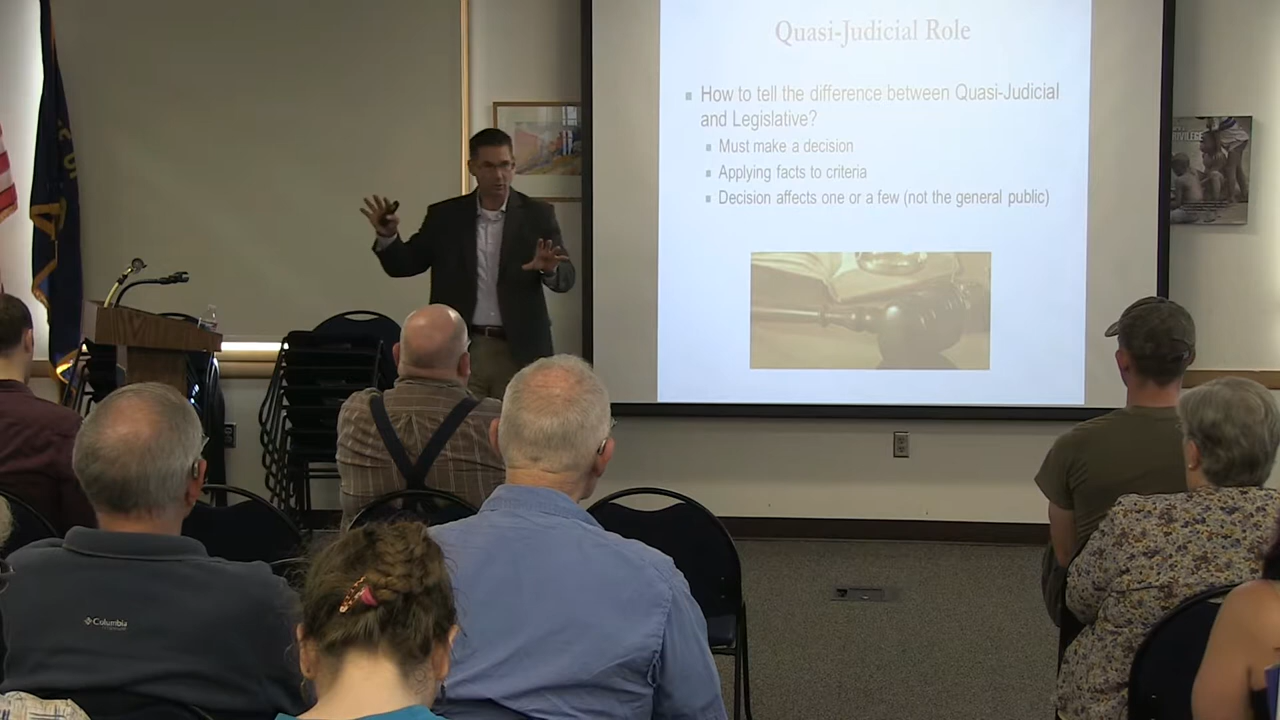 Quasi-Judicial Role
How to tell the difference between Quasi-Judicial
and Legislative?
Must make a decision
Applying facts to criteria
Decision affects one or a few (not the general public)
Columbia